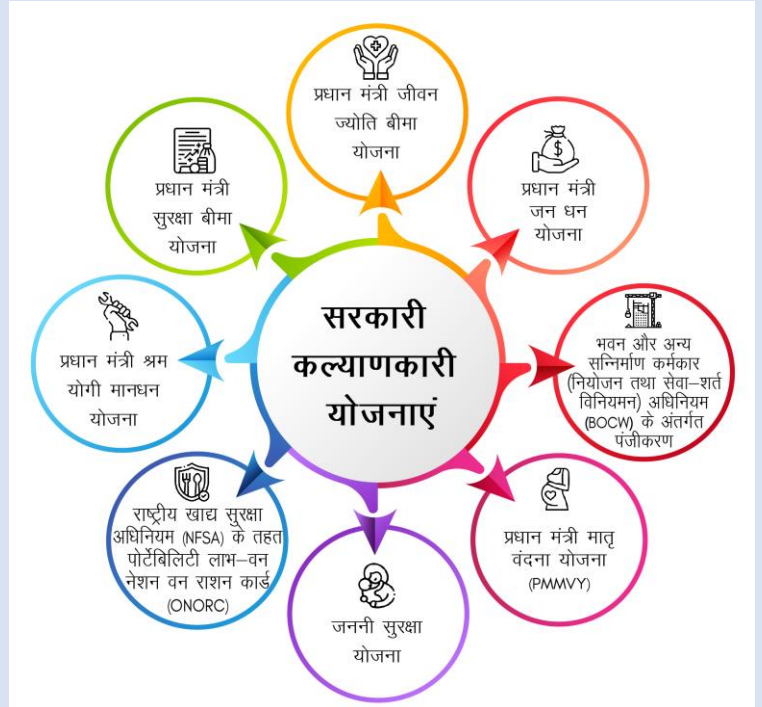 सरकारी
कल्याणकारी
योजनाएं
प्रधान मंत्री जीवन
ज्योति बीमा
योजना
प्रधान मंत्री
जन धन
योजना
भवन और अन्य
सन्निर्माण कर्मकार
(नियोजन तथा सेवा–शर्त
विनियमन) अधिनियम
(BOCW) के अंतर्गत
पंजीकरण
प्रधान मंत्री मातृ
वंदना योजना
(PMMVY)
जननी सुरक्षा
योजना
राष्ट्रीय खाद्य सुरक्षा
अधिनियम (NFSA) के तहत
पोर्टेबिलिटी लाभ–वन
नेशन वन राशन कार्ड
(ONORC)
प्रधान मंत्री श्रम
योगी मानधन
योजना
प्रधान मंत्री
सुरक्षा बीमा
योजना